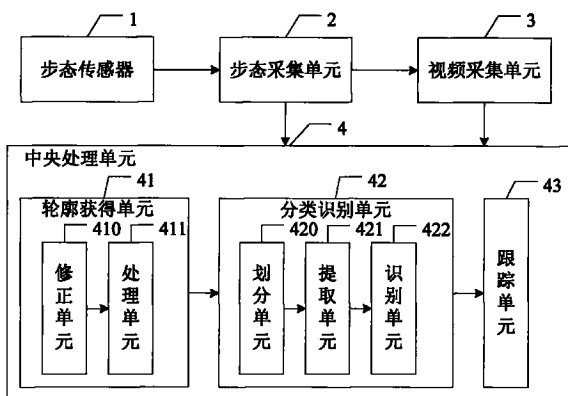 1
2
3
步态传感器
步态采集单元
视频采集单元
4
中央处理单元
41
42
43
轮廓获得单元
分类识别单元
410
411
420
421
422
修正单元
处理单元
划分单元
提取单元
识别单元
跟踪单元